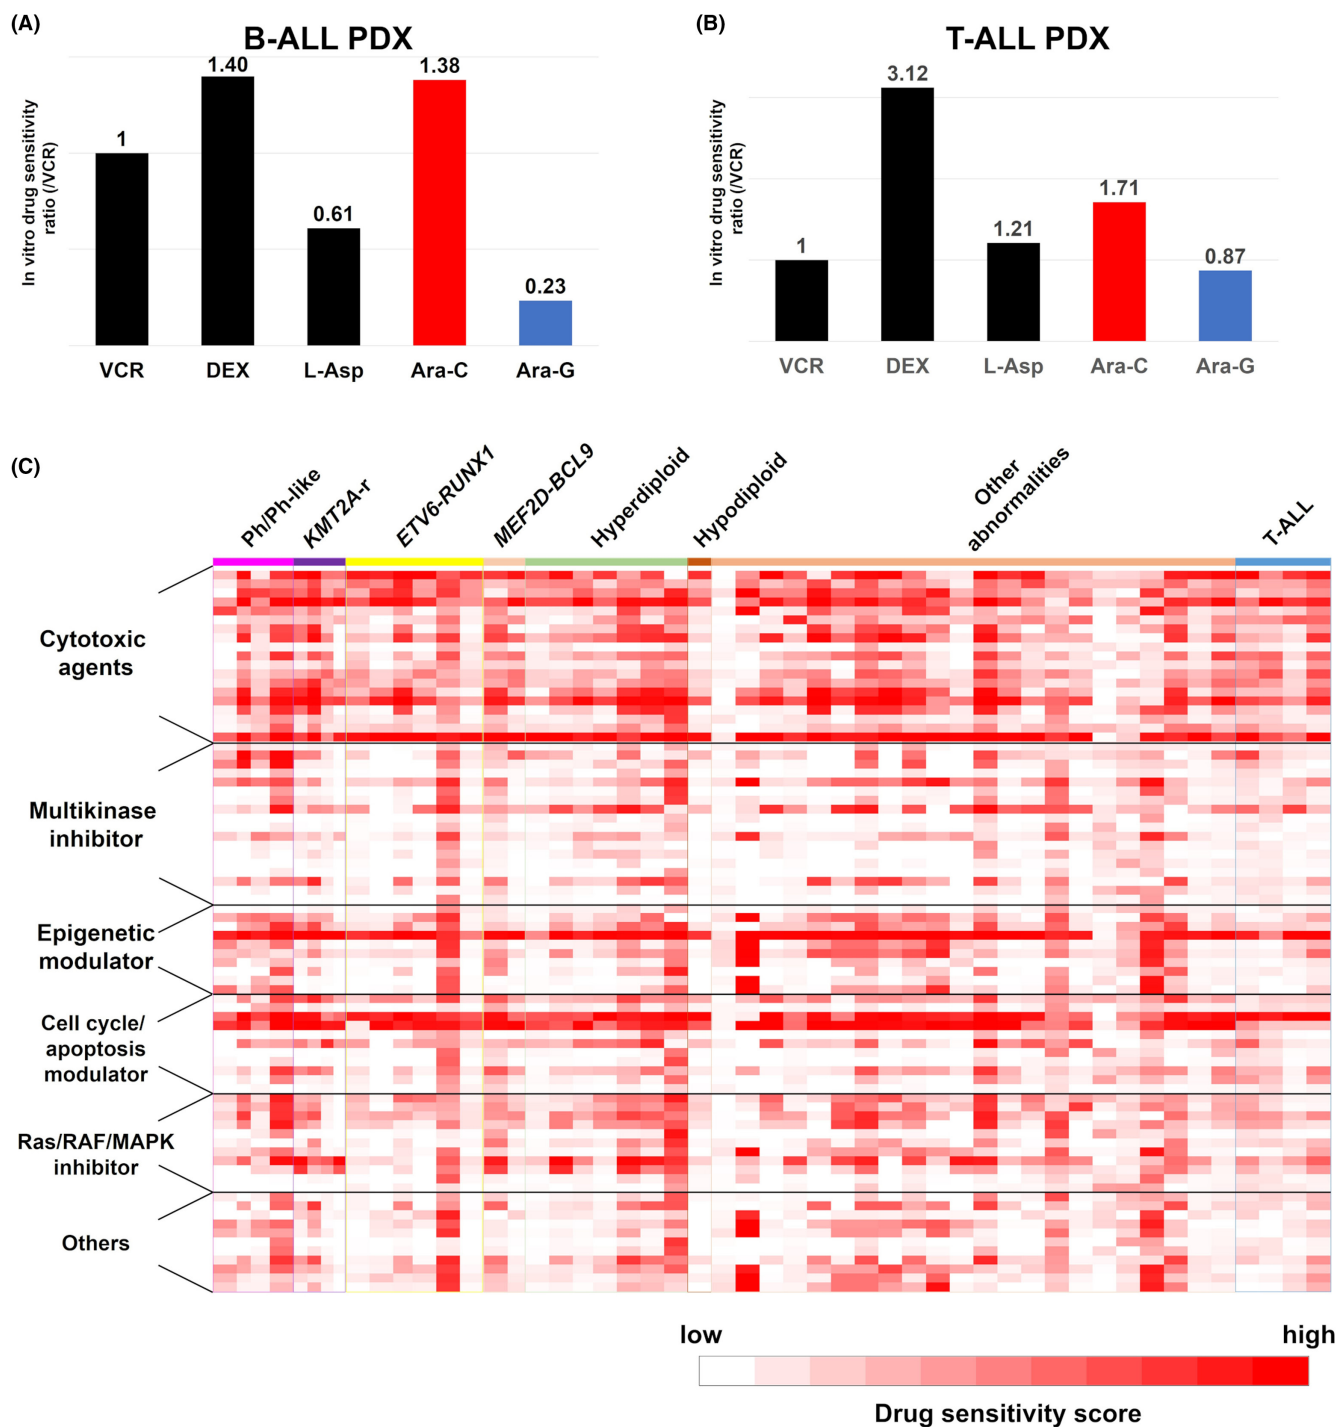 (A)
B-ALL PDX
In vitro drug sensitivity
ratio (/VCR)
1
1.40
0.61
1.38
0.23
VCR
DEX
L-Asp
Ara-C
Ara-G
(B)
T-ALL PDX
In vitro drug sensitivity
ratio (/VCR)
1
3.12
1.21
1.71
0.87
VCR
DEX
L-Asp
Ara-C
Ara-G
(C)
Ph/Ph-like
KMT2A-r
ETV6-RUNX1
MEF2D-BCL9
Hyperdiploid
Hypodiploid
Other
abnormalities
T-ALL
Cytotoxic
agents
Multikinase
inhibitor
Epigenetic
modulator
Cell cycle/
apoptosis
modulator
Ras/RAF/MAPK
inhibitor
Others
low
high
Drug sensitivity score